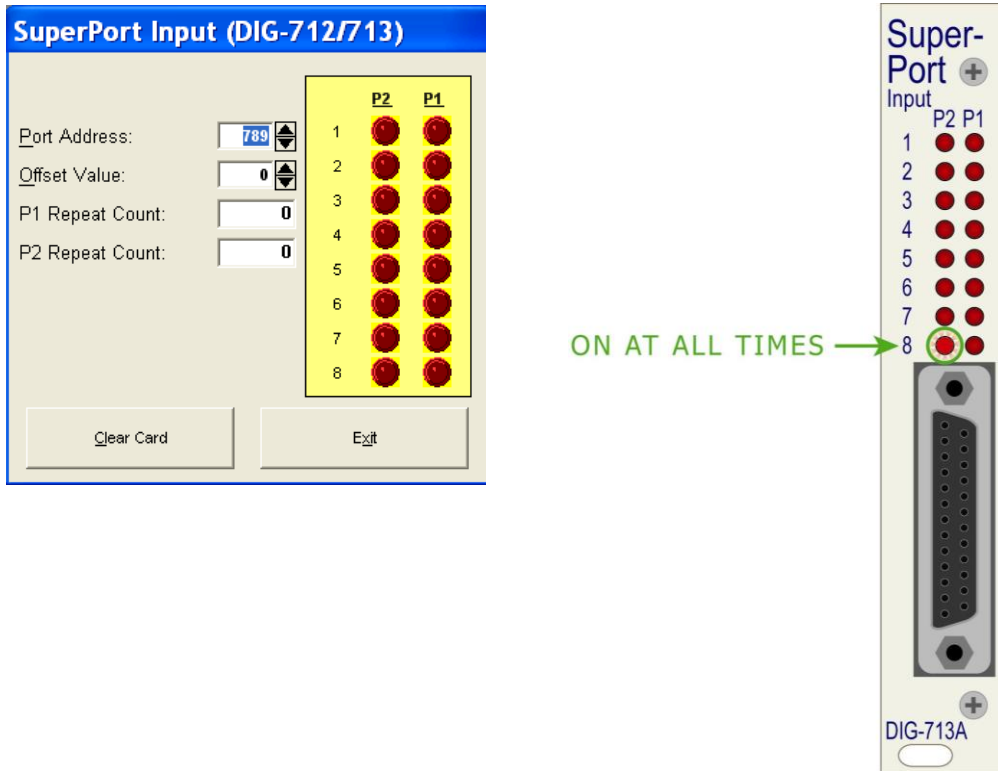 SuperPort Input (DIG-712/713)
P2 P1
Port Address: 789
Offset Value: 0
P1 Repeat Count: 0
P2 Repeat Count: 0
1
2
3
4
5
6
7
8
Clear Card Exit
ON AT ALL TIMES
Super-
Port
Input
P2 P1
1
2
3
4
5
6
7
8
DIG-713A